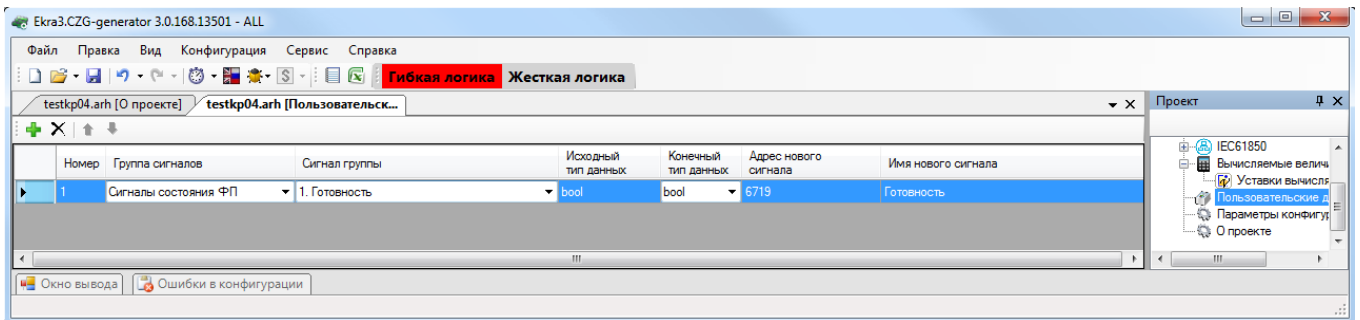 Ekra3.CZG-generator 3.0.168.13501 - ALL
Файл Правка Вид Конфигурация Сервис Справка
Гибкая логика Жесткая логика
testkp04.arh [О проекте] testkp04.arh [Пользовательск...
Проект
Номер Группа сигналов Сигнал группы Исходный тип данных Конечный тип данных Адрес нового сигнала Имя нового сигнала
1 Сигналы состояния ФП 1. Готовность bool bool 6719 Готовность
IEC61850
Вычисляемые величи
Уставки вычисля
Пользовательские д
Параметры конфигур
О проекте
Окно вывода Ошибки в конфигурации